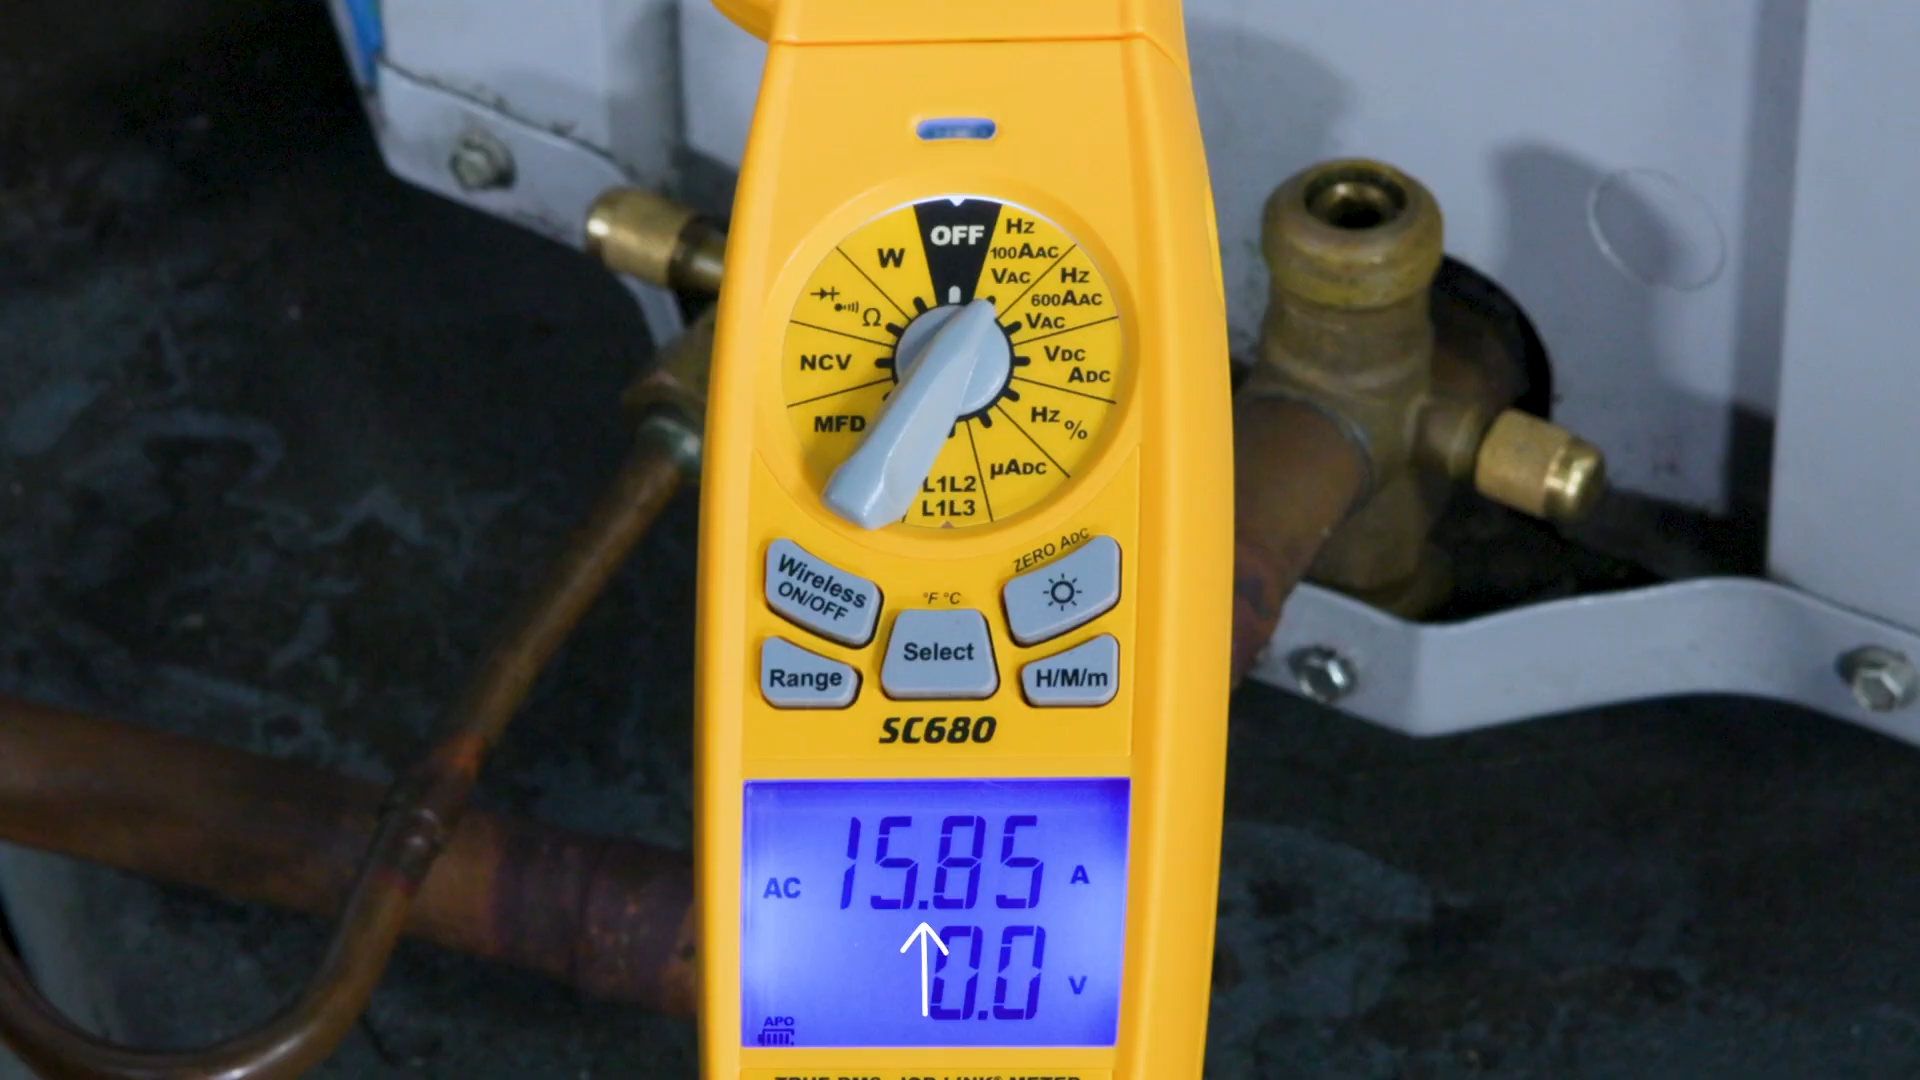 OFF
W
Hz
100AAC
VAC
Hz
600AAC
VAC
Ω
NCV
VDC
ADC
MFD
Hz %
µADC
L1L2
L1L3
Wireless
ON/OFF
ZERO ADC
°F °C
Select
Range
H/M/m
SC680
AC 15.85 A
0.0 V
APO
TRUE RMS JOB LINK® METER